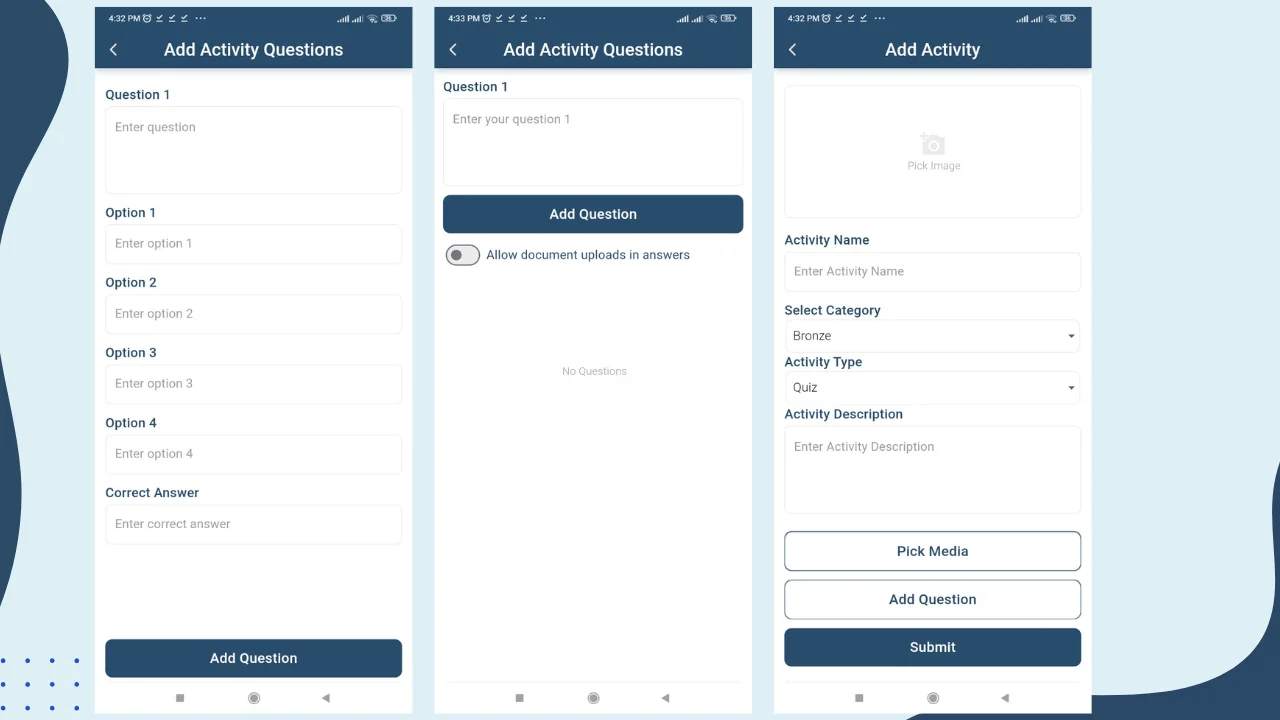 4:32 PM
Add Activity Questions
Question 1
Enter question
Option 1
Enter option 1
Option 2
Enter option 2
Option 3
Enter option 3
Option 4
Enter option 4
Correct Answer
Enter correct answer
Add Question
4:33 PM
Add Activity Questions
Question 1
Enter your question 1
Add Question
Allow document uploads in answers
No Questions
4:32 PM
Add Activity
Pick Image
Activity Name
Enter Activity Name
Select Category
Bronze
Activity Type
Quiz
Activity Description
Enter Activity Description
Pick Media
Add Question
Submit